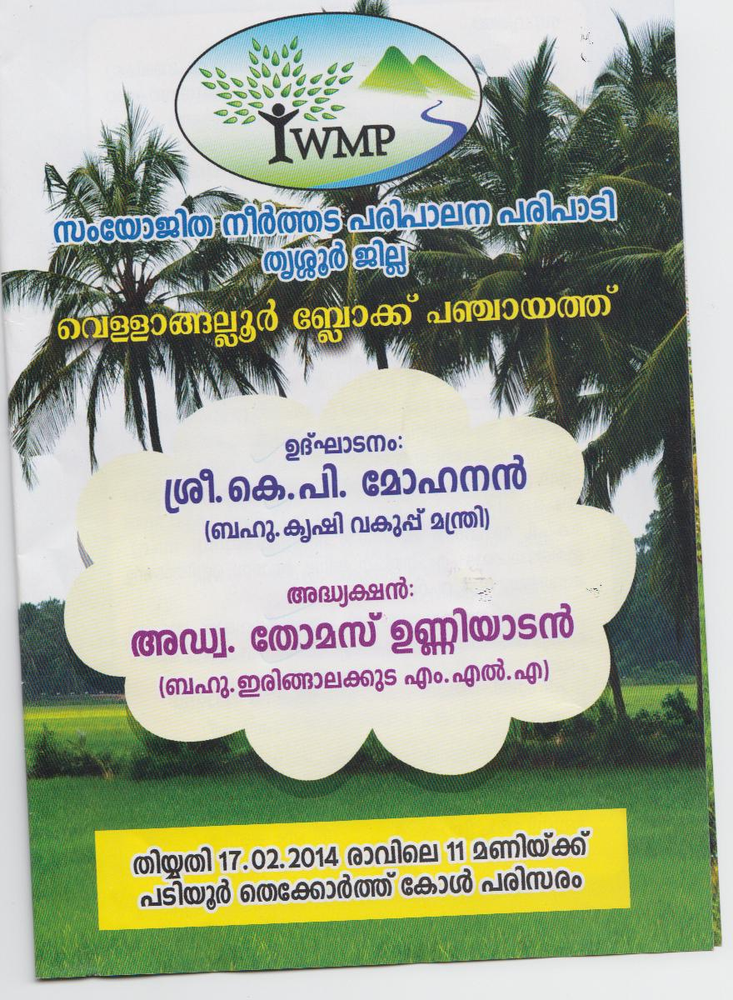 IWMP
സംയോജിത നീർത്തട പരിപാലന പരിപാടി
തൃശ്ശൂർ ജില്ല
വെള്ളാങ്ങല്ലൂർ ബ്ലോക്ക് പഞ്ചായത്ത്
ഉദ്ഘാടനം:
ശ്രീ.കെ.പി. മോഹനൻ
(ബഹു.കൃഷി വകുപ്പ് മന്ത്രി)
അദ്ധ്യക്ഷൻ:
അഡ്വ. തോമസ് ഉണ്ണിയാടൻ
(ബഹു.ഇരിങ്ങാലക്കുട എം.എൽ.എ)
തിയ്യതി 17.02.2014 രാവിലെ 11 മണിയ്ക്ക്
പടിയൂർ തെക്കോർത്ത് കോൾ പരിസരം